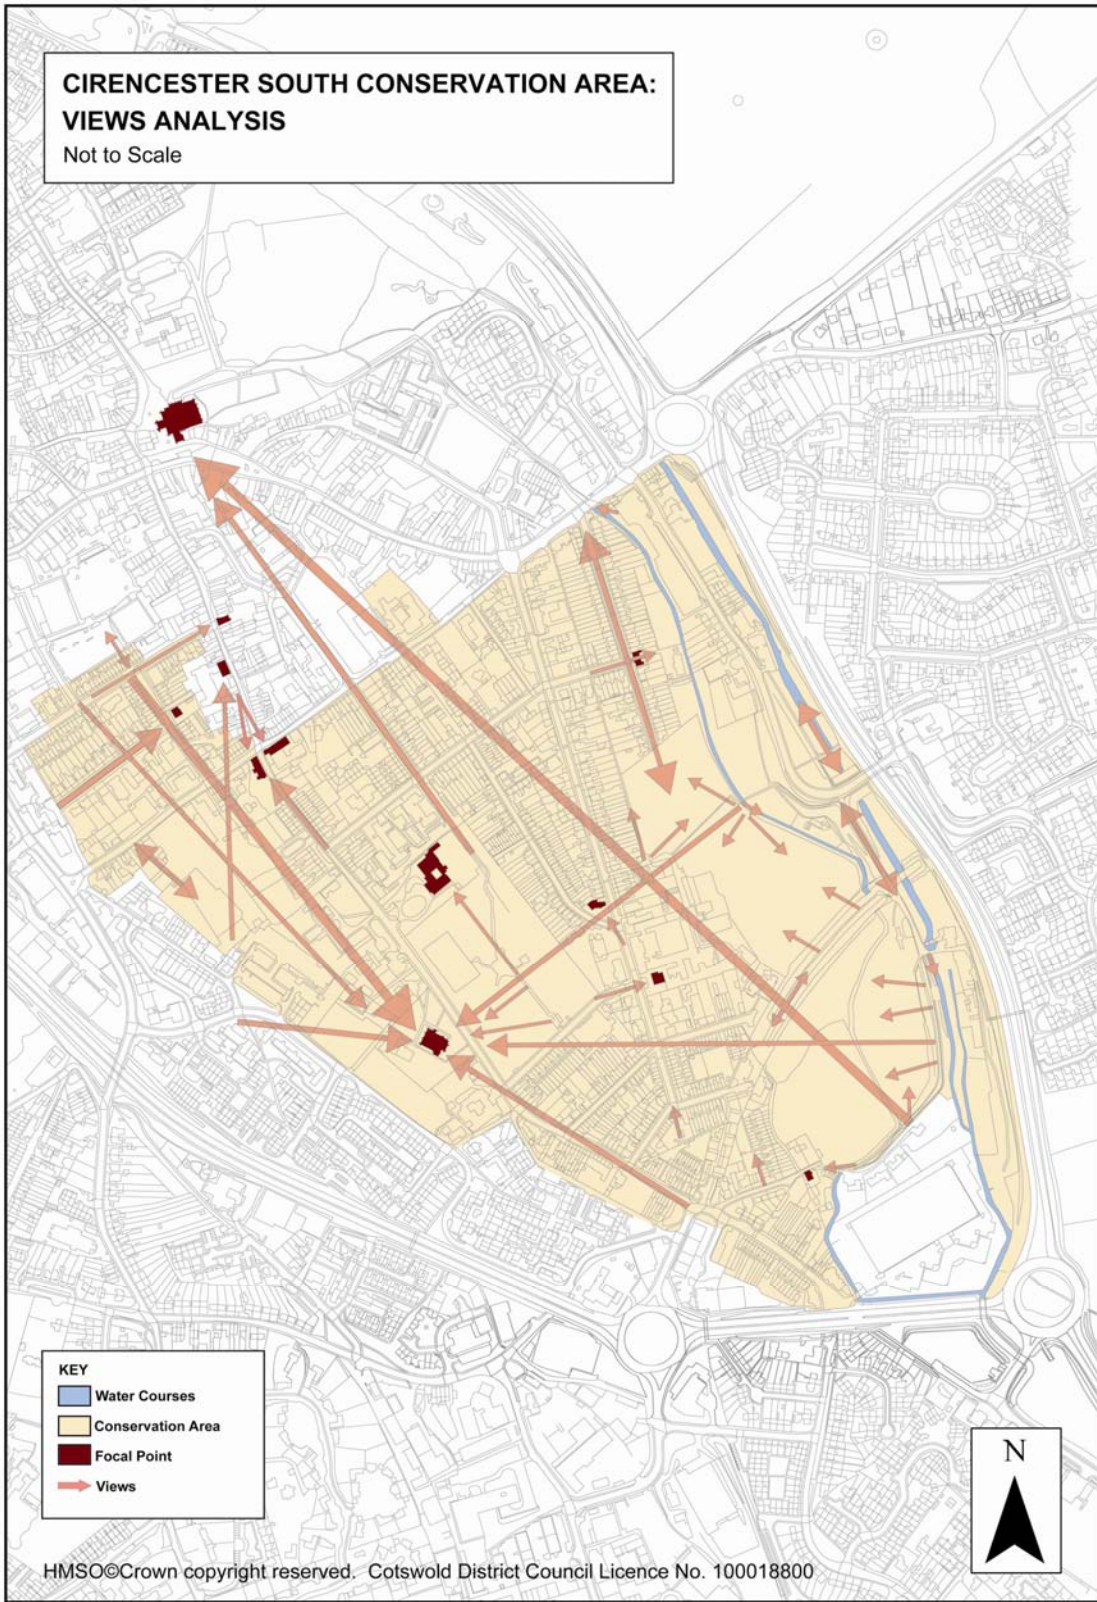 CIRENCESTER SOUTH CONSERVATION AREA:
VIEWS ANALYSIS
Not to Scale
KEY
Water Courses
Conservation Area
Focal Point
Views
N
HMSO©Crown copyright reserved. Cotswold District Council Licence No. 100018800